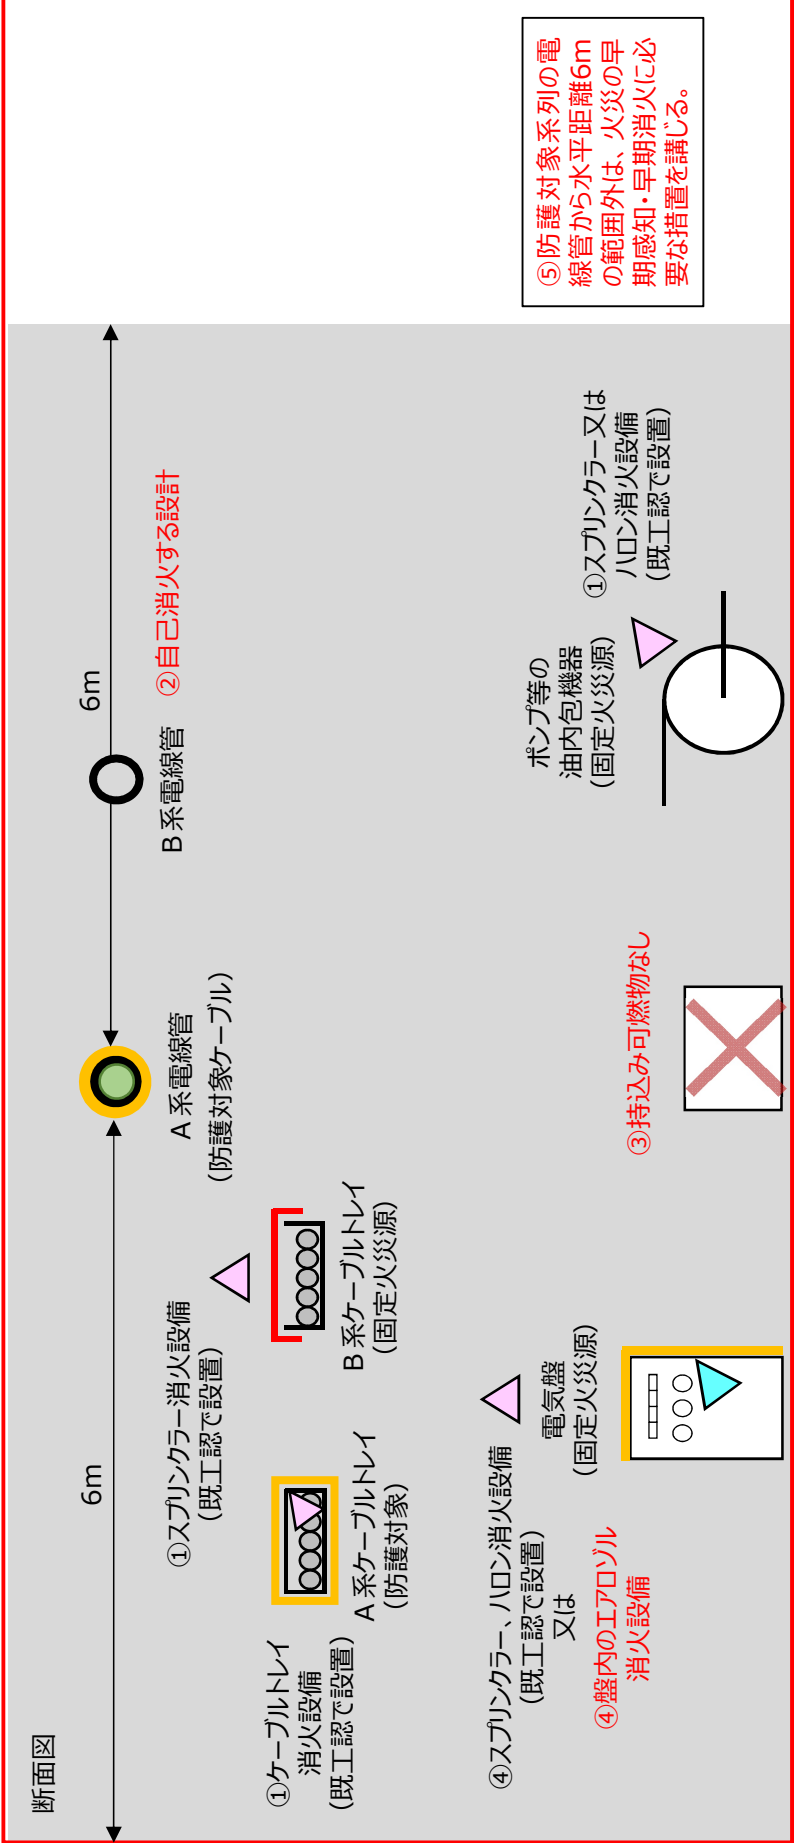 断面図
6m
6m
A系電線管
(防護対象ケーブル)
B系電線管
②自己消火する設計
①スプリンクラー消火設備
(既工認で設置)
①ケーブルトレイ
消火設備
(既工認で設置)
A系ケーブルトレイ
(防護対象)
B系ケーブルトレイ
(固定火災源)
④スプリンクラー、ハロン消火設備
(既工認で設置)
又は
④盤内のエアロゾル
消火設備
電気盤
(固定火災源)
③持込み可燃物なし
ポンプ等の
油内包機器
(固定火災源)
①スプリンクラー又は
ハロン消火設備
(既工認で設置)
⑤防護対象系列の電
線管から水平距離6m
の範囲外は、火災の早
期感知・早期消火に必
要な措置を講じる。